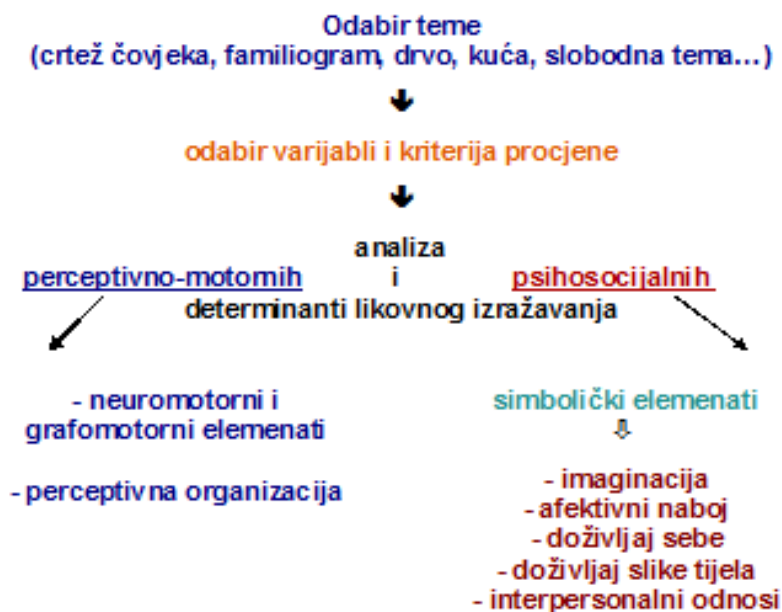 Odabir teme
(crtež čovjeka, familiogram, drvo, kuća, slobodna tema...)
odabir varijabli i kriterija procjene
analiza
perceptivno-motornih i psihosocijalnih
determinanti likovnog izražavanja
- neuromotorni i
grafomotorni elemenati
- perceptivna organizacija
simbolički elemenati
- imaginacija
- afektivni naboj
- doživljaj sebe
- doživljaj slike tijela
- interpersonalni odnosi